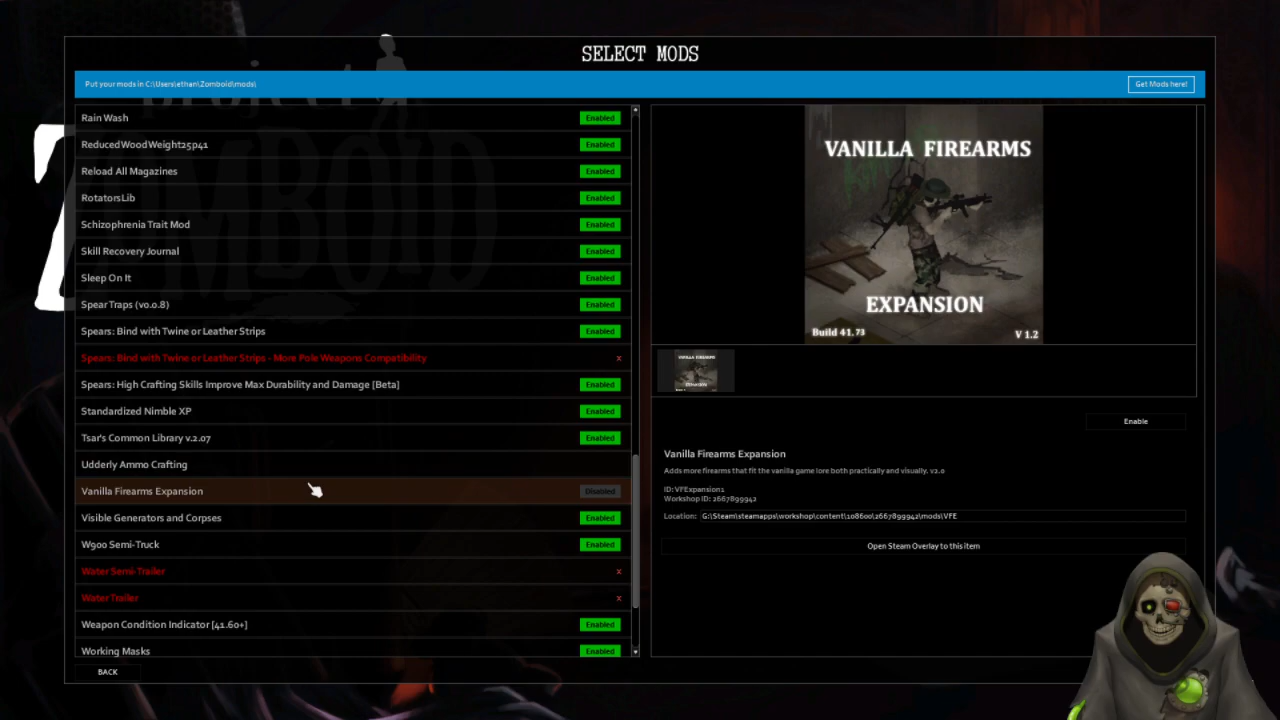 SELECT MODS
Put your mods in C:\Users\ethan\Zomboid\mods\
Get Mods here!
project
ZOMBOID
Rain Wash Enabled
ReducedWoodWeight25p41 Enabled
Reload All Magazines Enabled
RotatorsLib Enabled
Schizophrenia Trait Mod Enabled
Skill Recovery Journal Enabled
Sleep On It Enabled
Spear Traps (v0.0.8) Enabled
Spears: Bind with Twine or Leather Strips Enabled
Spears: Bind with Twine or Leather Strips - More Pole Weapons Compatibility x
Spears: High Crafting Skills Improve Max Durability and Damage [Beta] Enabled
Standardized Nimble XP Enabled
Tsar's Common Library v.2.07 Enabled
Udderly Ammo Crafting
Vanilla Firearms Expansion Disabled
Visible Generators and Corpses Enabled
W900 Semi-Truck Enabled
Water Semi-Trailer x
Water Trailer x
Weapon Condition Indicator [41.60+] Enabled
Working Masks Enabled
BACK
VANILLA FIREARMS
EXPANSION
Build 41.73 V 1.2
VANILLA FIREARMS
EXPANSION
Enable
Vanilla Firearms Expansion
Adds more firearms that fit the vanilla game lore both practically and visually. v2.0
ID: VFExpansion1
Workshop ID: 2667899942
Location: G:\Steam\steamapps\workshop\content\108600\2667899942\mods\VFE
Open Steam Overlay to this item